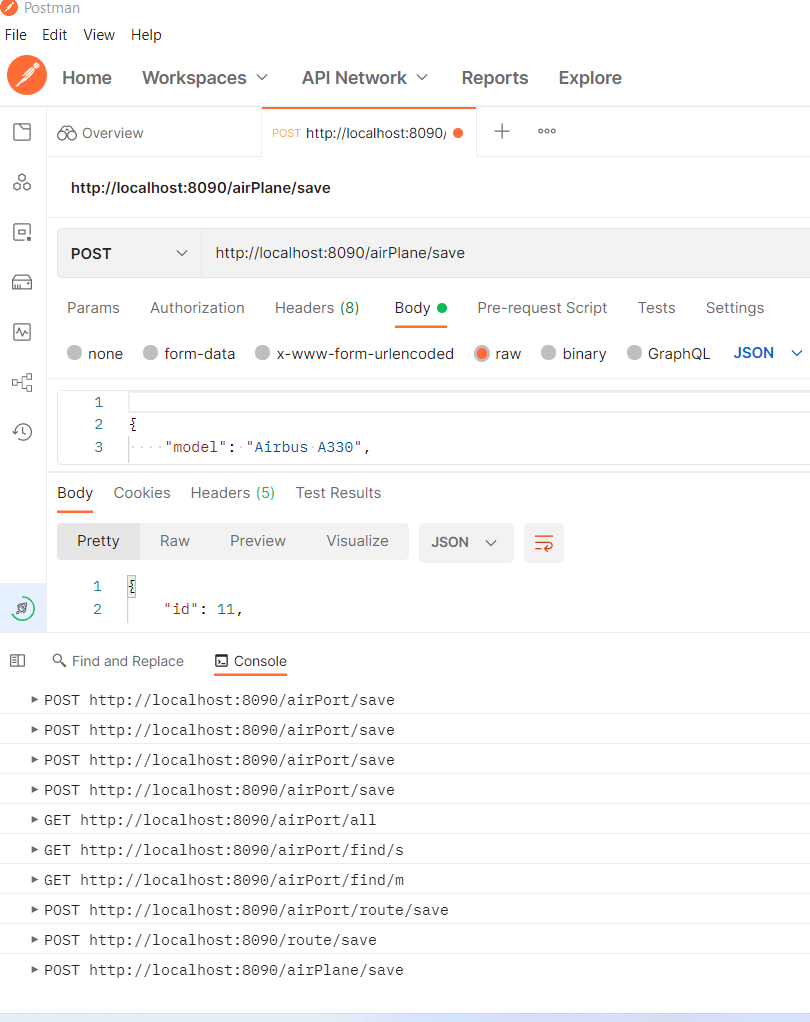 Postman
File Edit View Help
Home Workspaces API Network Reports Explore
Overview POST http://localhost:8090/ + ooo
http://localhost:8090/airPlane/save
POST http://localhost:8090/airPlane/save
Params Authorization Headers (8) Body Pre-request Script Tests Settings
none form-data x-www-form-urlencoded raw binary GraphQL JSON
1
2 {
3 "model": "Airbus A330",
Body Cookies Headers (5) Test Results
Pretty Raw Preview Visualize JSON
1 {
2 "id": 11,
Find and Replace Console
POST http://localhost:8090/airPort/save
POST http://localhost:8090/airPort/save
POST http://localhost:8090/airPort/save
POST http://localhost:8090/airPort/save
GET http://localhost:8090/airPort/all
GET http://localhost:8090/airPort/find/s
GET http://localhost:8090/airPort/find/m
POST http://localhost:8090/airPort/route/save
POST http://localhost:8090/route/save
POST http://localhost:8090/airPlane/save